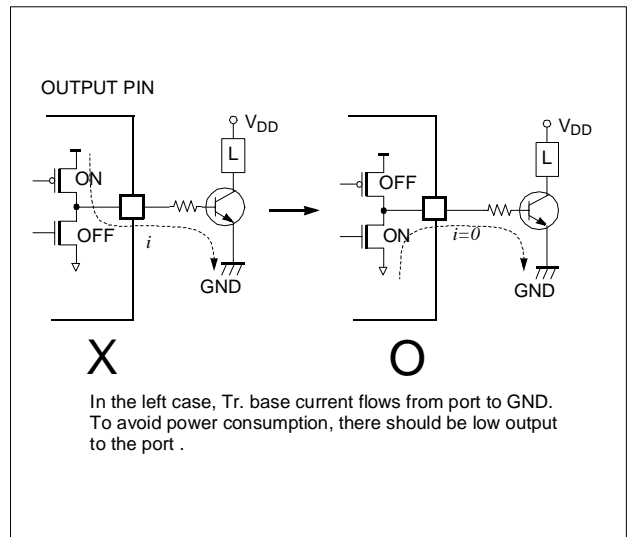 OUTPUT PIN
VDD
L
ON
OFF
i
GND
X
VDD
L
OFF
ON
i=0
GND
O
In the left case, Tr. base current flows from port to GND.
To avoid power consumption, there should be low output
to the port .